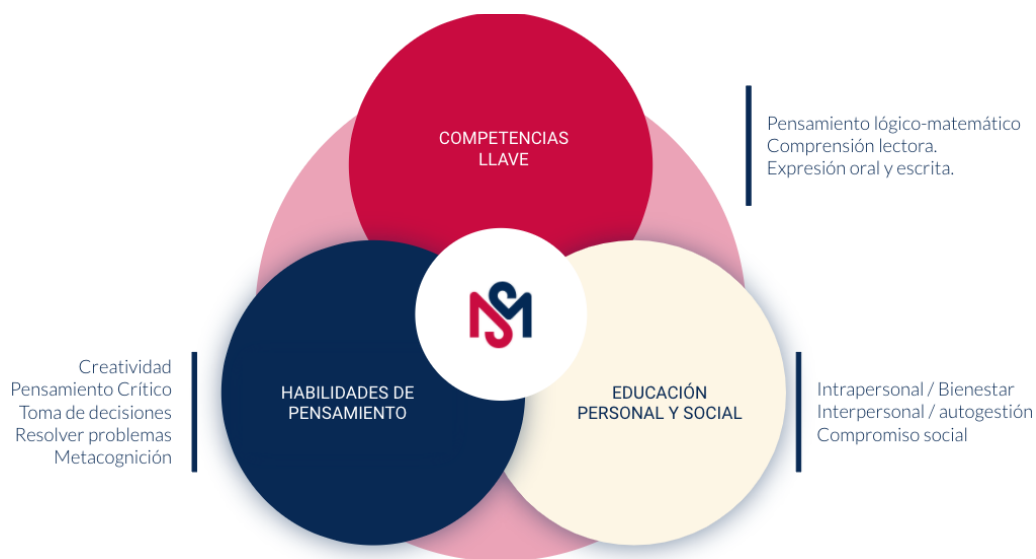 COMPETENCIAS
LLAVE
Pensamiento lógico-matemático
Comprensión lectora.
Expresión oral y escrita.
Creatividad
Pensamiento Crítico
Toma de decisiones
Resolver problemas
Metacognición
HABILIDADES DE
PENSAMIENTO
EDUCACIÓN
PERSONAL Y SOCIAL
Intrapersonal / Bienestar
Interpersonal / autogestión
Compromiso social